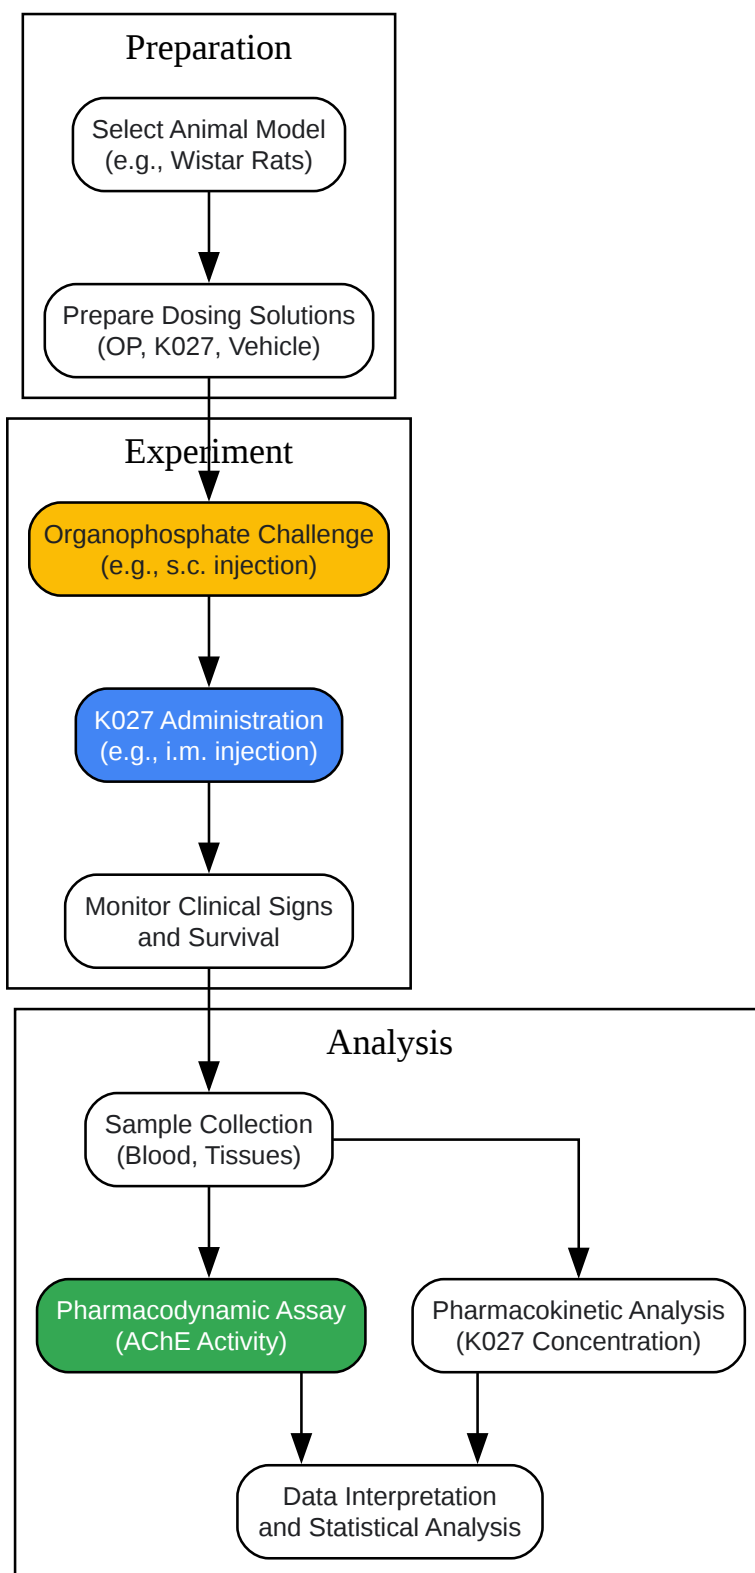 Preparation
Select Animal Model
(e.g., Wistar Rats)
Prepare Dosing Solutions
(OP, K027, Vehicle)
Experiment
Organophosphate Challenge
(e.g., s.c. injection)
K027 Administration
(e.g., i.m. injection)
Monitor Clinical Signs
and Survival
Analysis
Sample Collection
(Blood, Tissues)
Pharmacodynamic Assay
(AChE Activity)
Pharmacokinetic Analysis
(K027 Concentration)
Data Interpretation
and Statistical Analysis